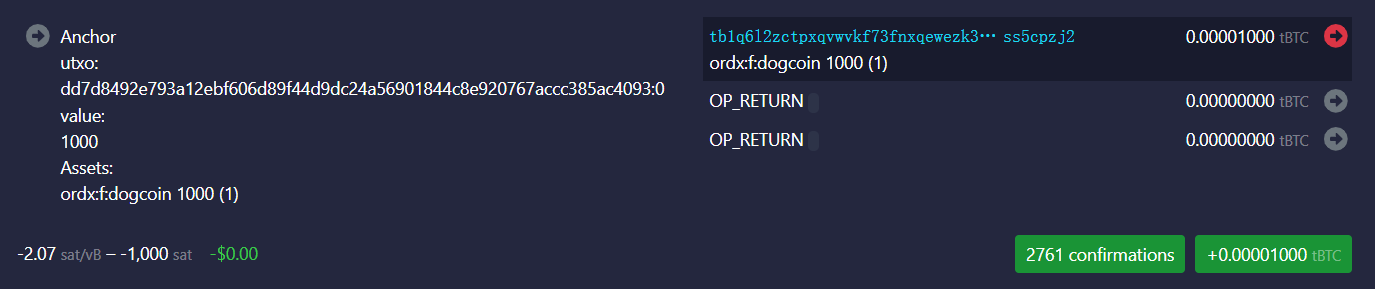 Anchor
utxo:
dd7d8492e793a12ebf606d89f44d9dc24a56901844c8e920767accc385ac4093:0
value:
1000
Assets:
ordx:f:dogcoin 1000 (1)
tb1q6l2zctpxqvwvkf73fnxqewezk3··· ss5cpzj2 0.00001000 tBTC
ordx:f:dogcoin 1000 (1)
OP_RETURN 0.00000000 tBTC
OP_RETURN 0.00000000 tBTC
-2.07 sat/vB – -1,000 sat -$0.00
2761 confirmations +0.00001000 tBTC